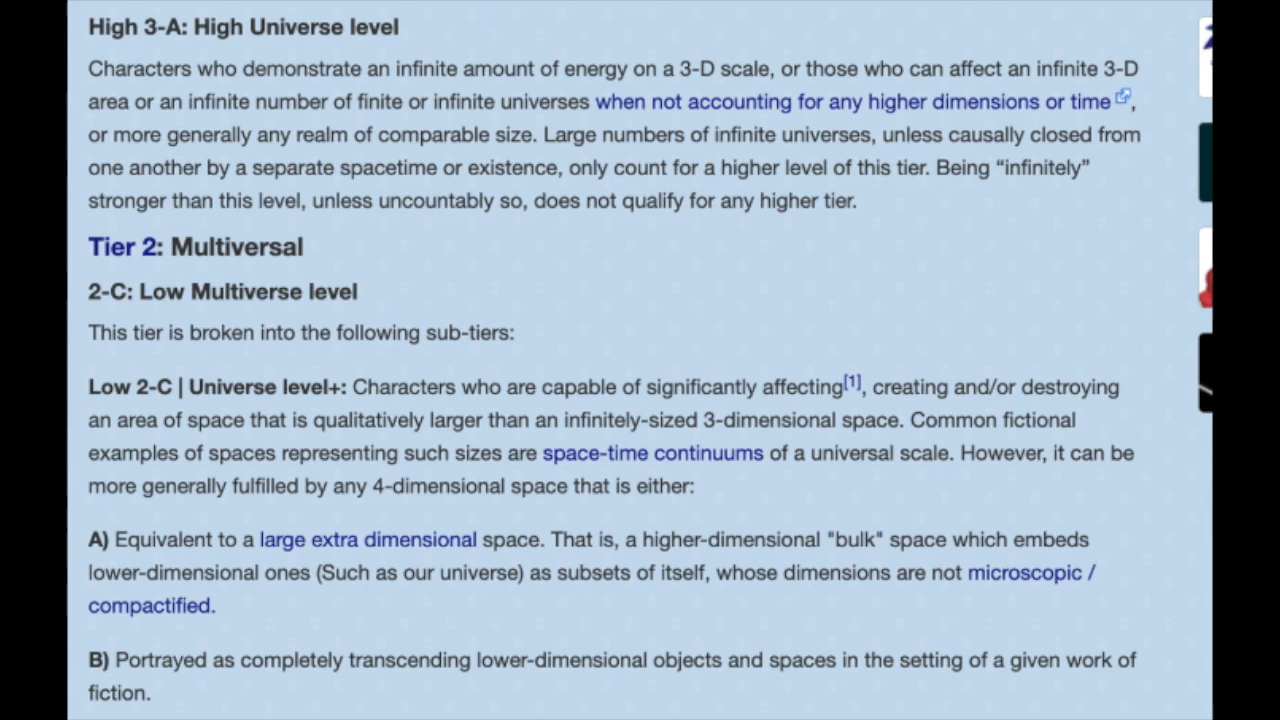 High 3-A: High Universe level
Characters who demonstrate an infinite amount of energy on a 3-D scale, or those who can affect an infinite 3-D
area or an infinite number of finite or infinite universes when not accounting for any higher dimensions or time,
or more generally any realm of comparable size. Large numbers of infinite universes, unless causally closed from
one another by a separate spacetime or existence, only count for a higher level of this tier. Being “infinitely”
stronger than this level, unless uncountably so, does not qualify for any higher tier.
Tier 2: Multiversal
2-C: Low Multiverse level
This tier is broken into the following sub-tiers:
Low 2-C | Universe level+: Characters who are capable of significantly affecting[1], creating and/or destroying
an area of space that is qualitatively larger than an infinitely-sized 3-dimensional space. Common fictional
examples of spaces representing such sizes are space-time continuums of a universal scale. However, it can be
more generally fulfilled by any 4-dimensional space that is either:
A) Equivalent to a large extra dimensional space. That is, a higher-dimensional "bulk" space which embeds
lower-dimensional ones (Such as our universe) as subsets of itself, whose dimensions are not microscopic /
compactified.
B) Portrayed as completely transcending lower-dimensional objects and spaces in the setting of a given work of
fiction.